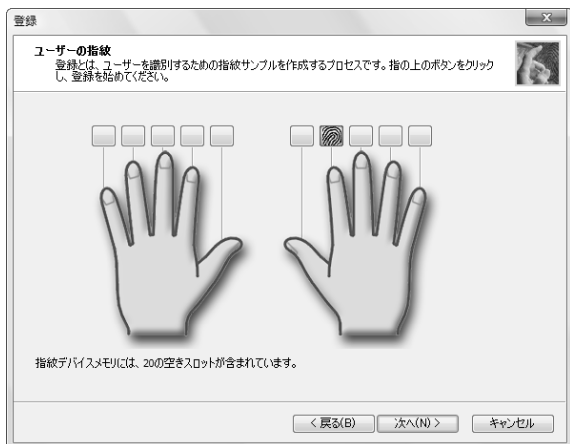 登録
ユーザーの指紋
登録とは、ユーザーを識別するための指紋サンプルを作成するプロセスです。指の上のボタンをクリック
し、登録を始めてください。
指紋デバイスメモリには、20の空きスロットが含まれています。
< 戻る(B)
次へ(N) >
キャンセル